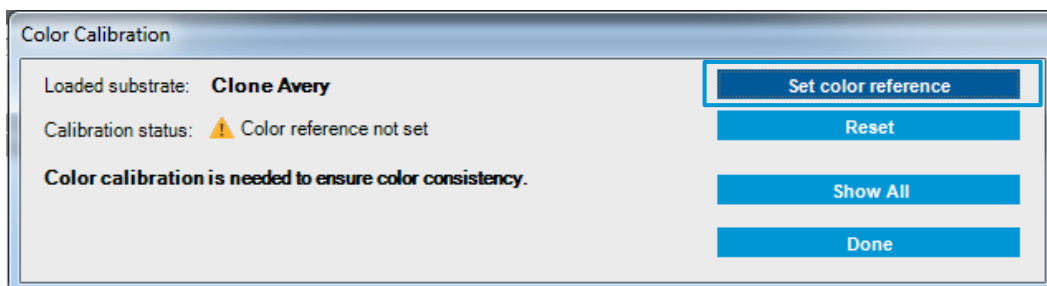 Color Calibration
Loaded substrate: Clone Avery
Set color reference
Calibration status: Color reference not set
Reset
Color calibration is needed to ensure color consistency.
Show All
Done